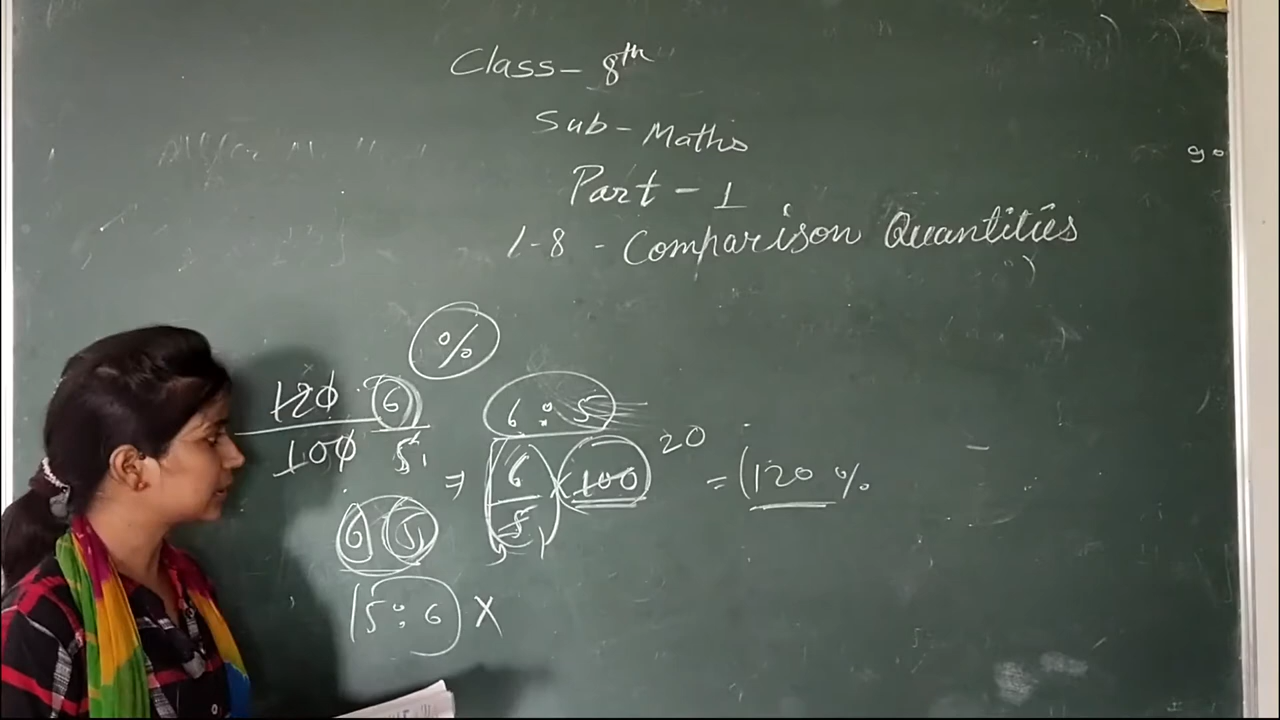 Class- 8th
Sub- Maths
Part - 1
1-8 - Comparison Quantities
90
%
120 6
100 5
6 : 5
= 6/5 × 100 20 = (120 %
6 5
5 : 6 X